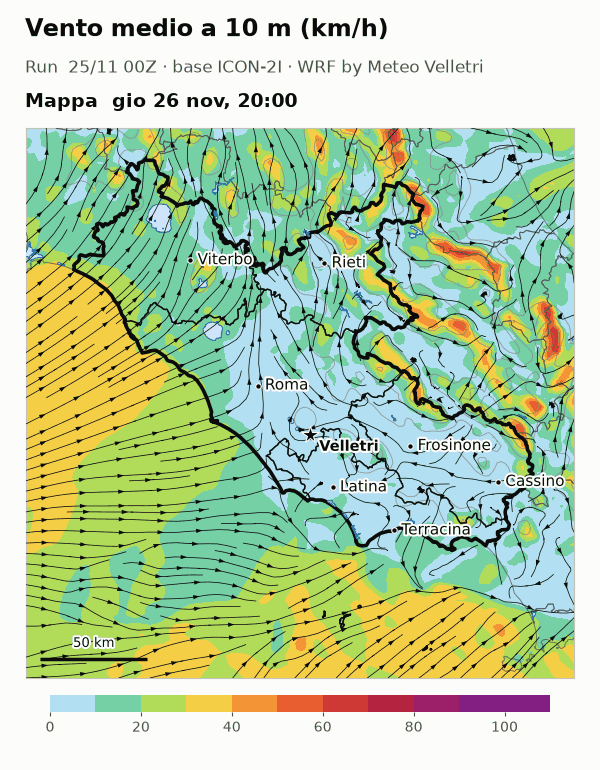 Vento medio a 10 m (km/h)
Run  25/11 00Z · base ICON-2I · WRF by Meteo Velletri
Mappa  gio 26 nov, 20:00
Viterbo
Rieti
Roma
Velletri
Frosinone
Cassino
Latina
Terracina
50 km
0 20 40 60 80 100